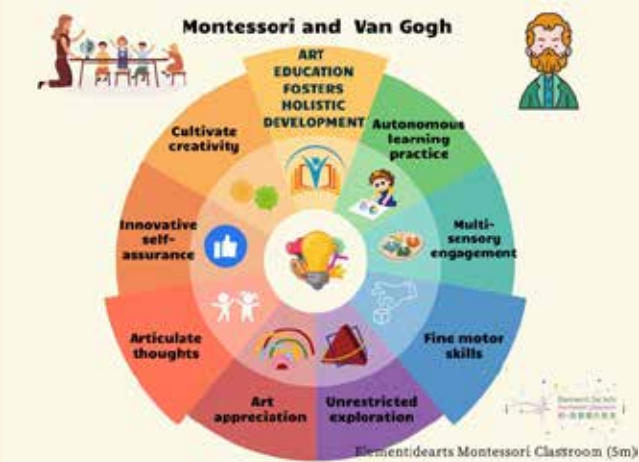 Montessori and Van Gogh
ART
EDUCATION
FOSTERS
HOLISTIC
DEVELOPMENT
Autonomous
learning
practice
Multi-
sensory
engagement
Fine motor
skills
Unrestricted
exploration
Art
appreciation
Articulate
thoughts
Innovative
self-
assurance
Cultivate
creativity
Elementidearts Montessori Classroom (Sm)